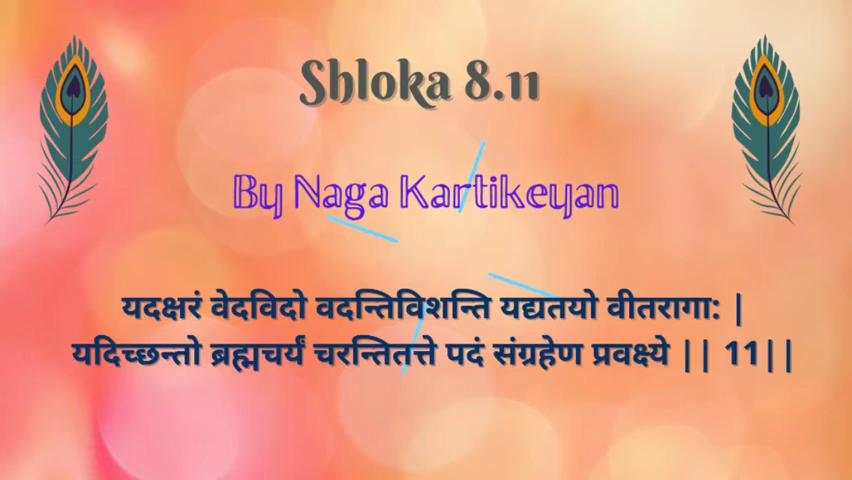 Shloka 8.11
By Naga Kartikeyan
यदक्षरं वेदविदो वदन्तिविशन्ति यद्यतयो वीतरागाः |
यदिच्छन्तो ब्रह्मचर्यं चरन्तितत्ते पदं संग्रहेण प्रवक्ष्ये || 11||